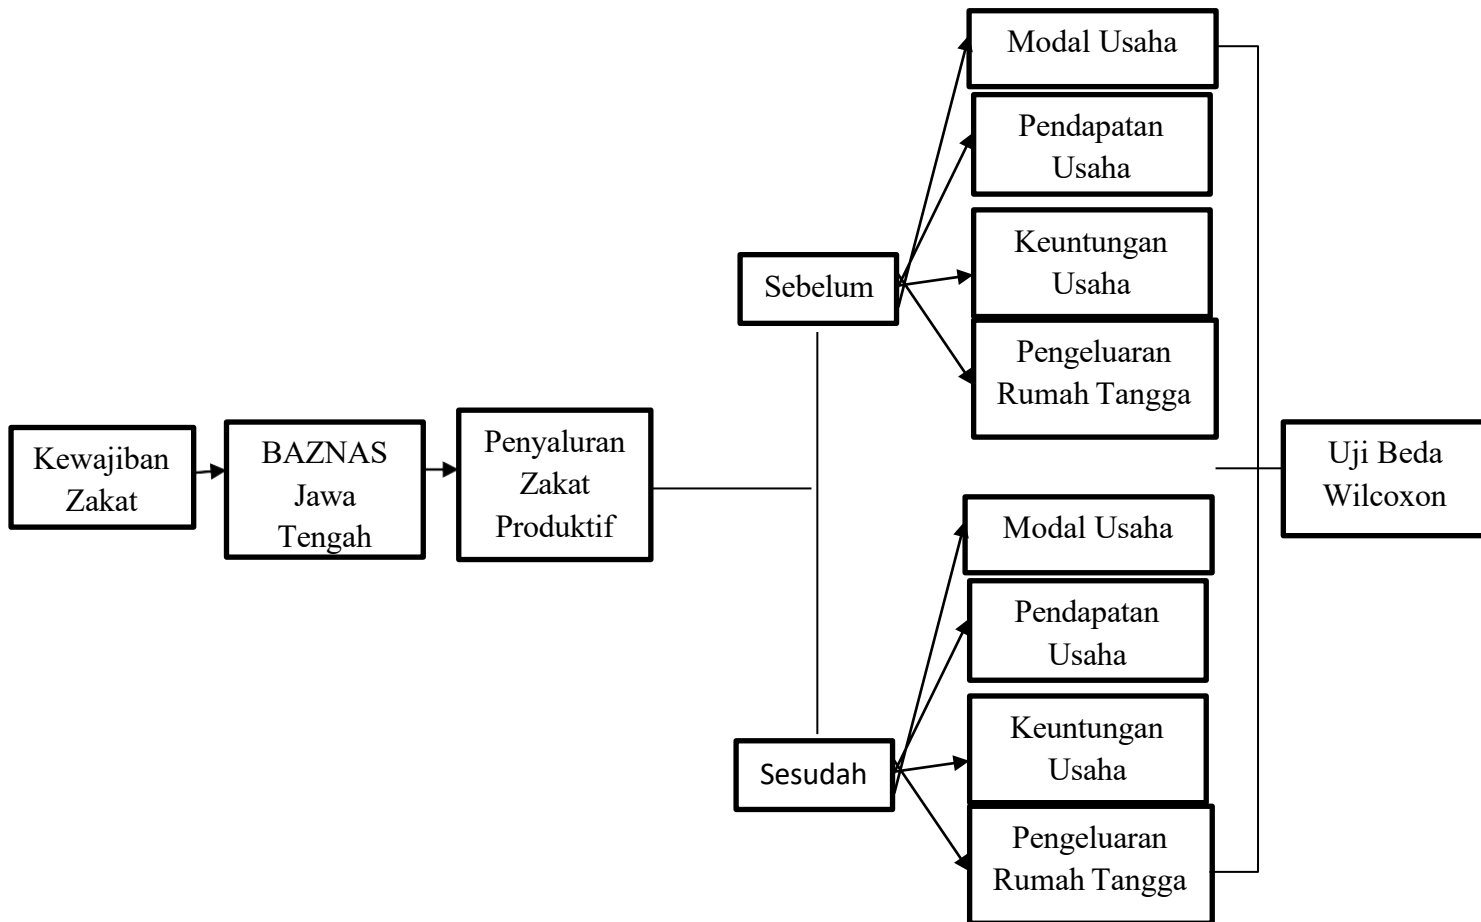 Kewajiban
Zakat
BAZNAS
Jawa
Tengah
Penyaluran
Zakat
Produktif
Sebelum
Modal Usaha
Pendapatan
Usaha
Keuntungan
Usaha
Pengeluaran
Rumah Tangga
Sesudah
Modal Usaha
Pendapatan
Usaha
Keuntungan
Usaha
Pengeluaran
Rumah Tangga
Uji Beda
Wilcoxon